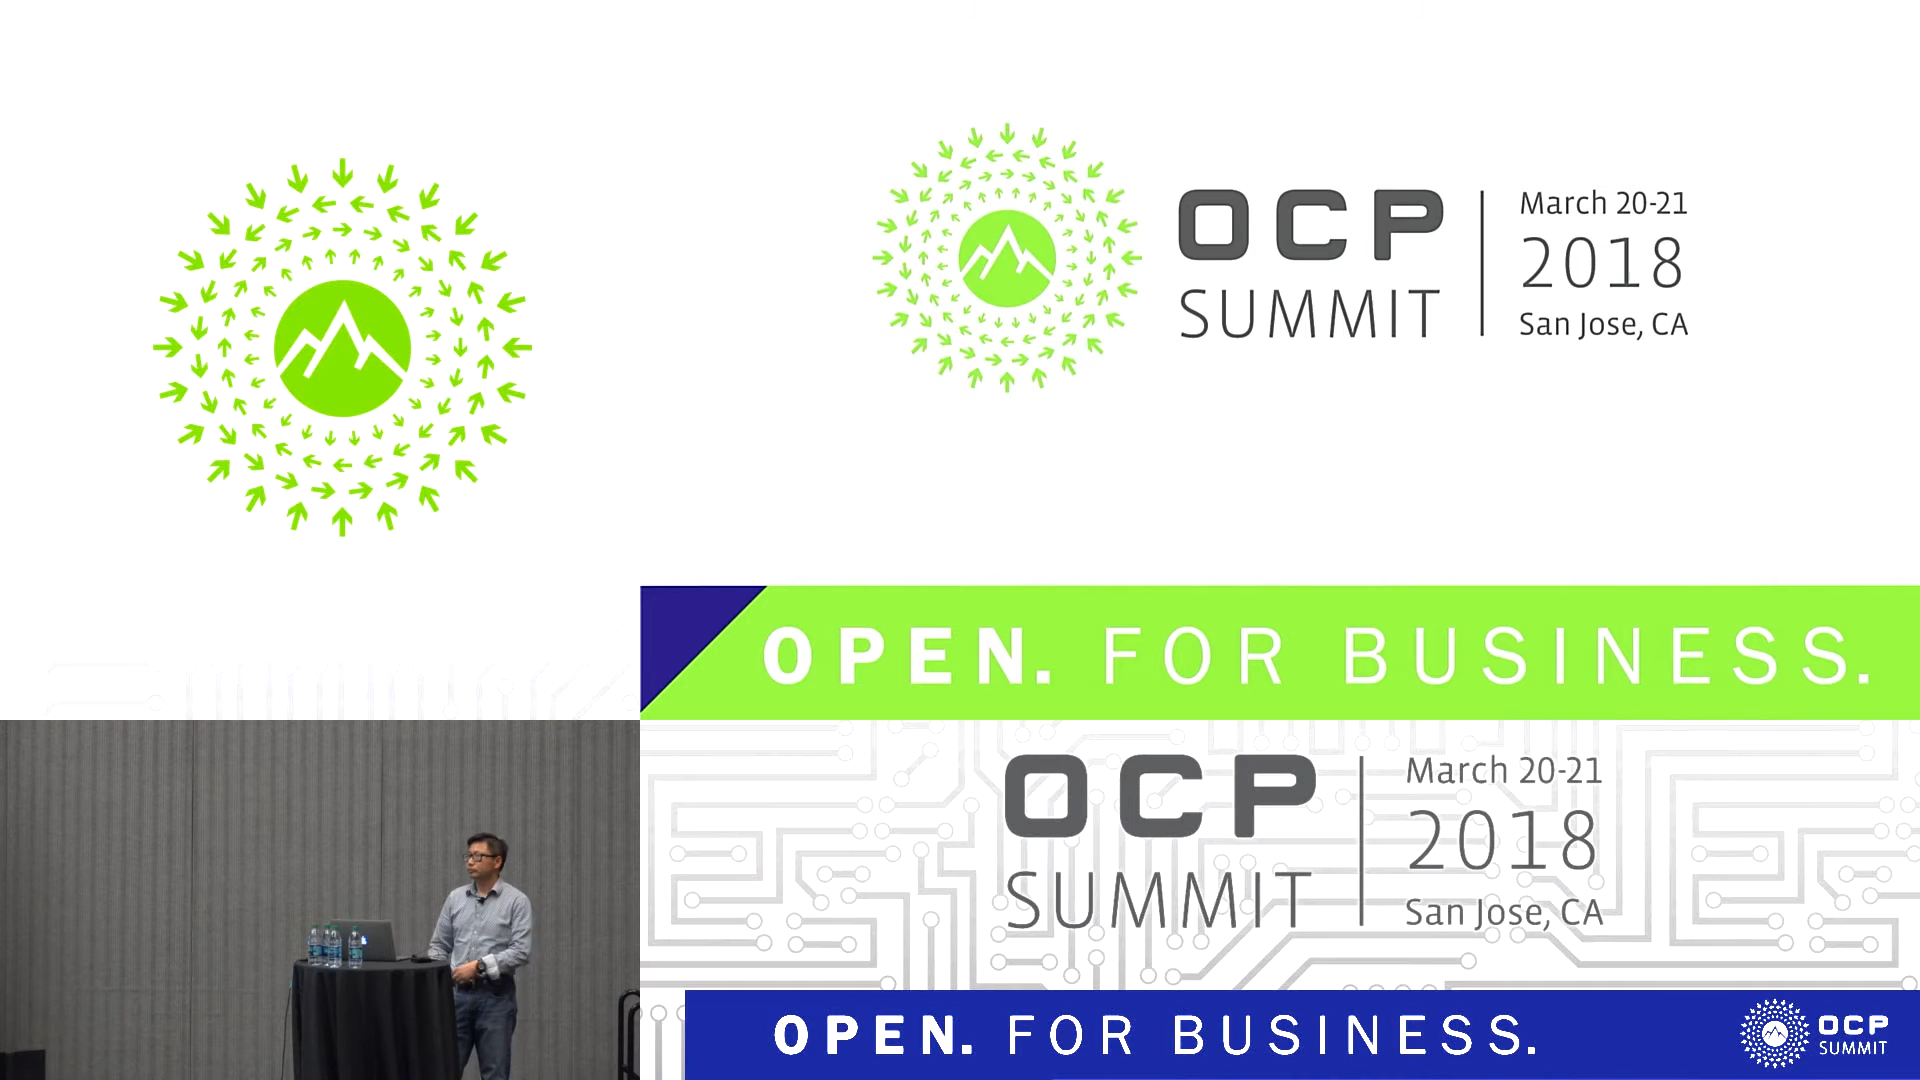 OCP
SUMMIT
March 20-21
2018
San Jose, CA
OPEN. FOR BUSINESS.
OCP
SUMMIT
March 20-21
2018
San Jose, CA
OPEN. FOR BUSINESS.
OCP
SUMMIT